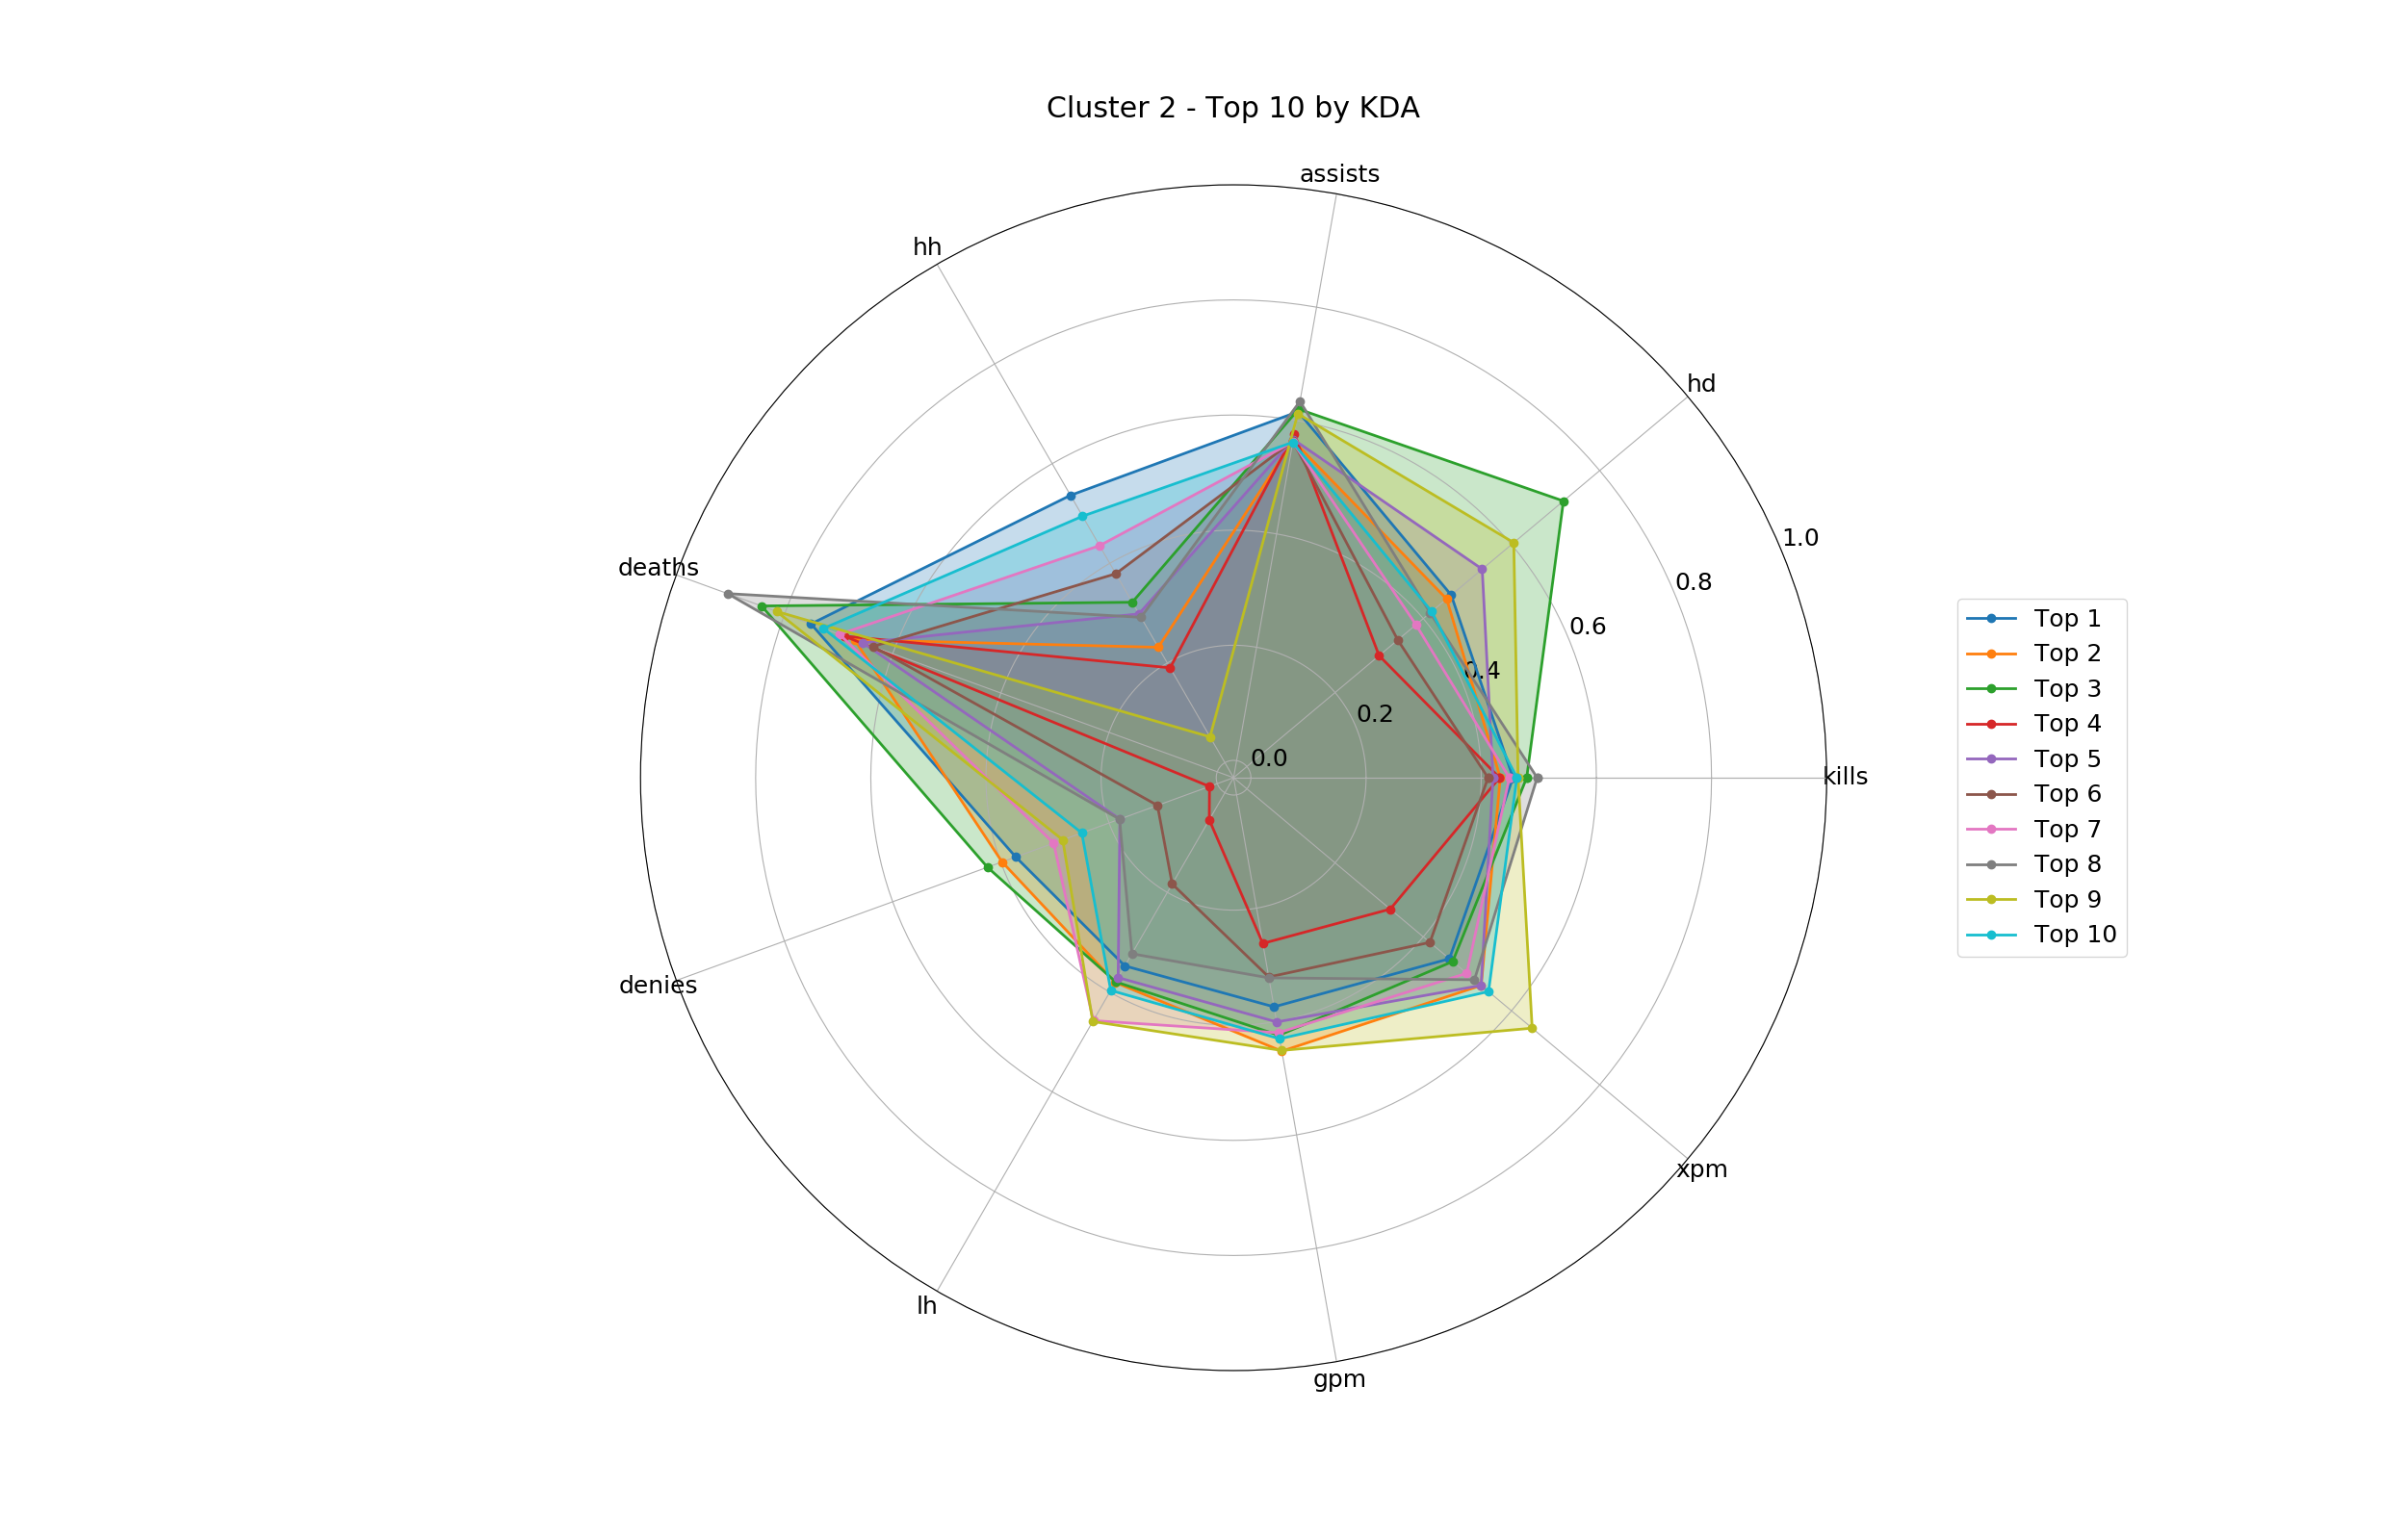 Cluster 2 - Top 10 by KDA
assists
hh
hd
deaths
kills
denies
xpm
lh
gpm
0.0
0.2
0.4
0.6
0.8
1.0
Top 1
Top 2
Top 3
Top 4
Top 5
Top 6
Top 7
Top 8
Top 9
Top 10